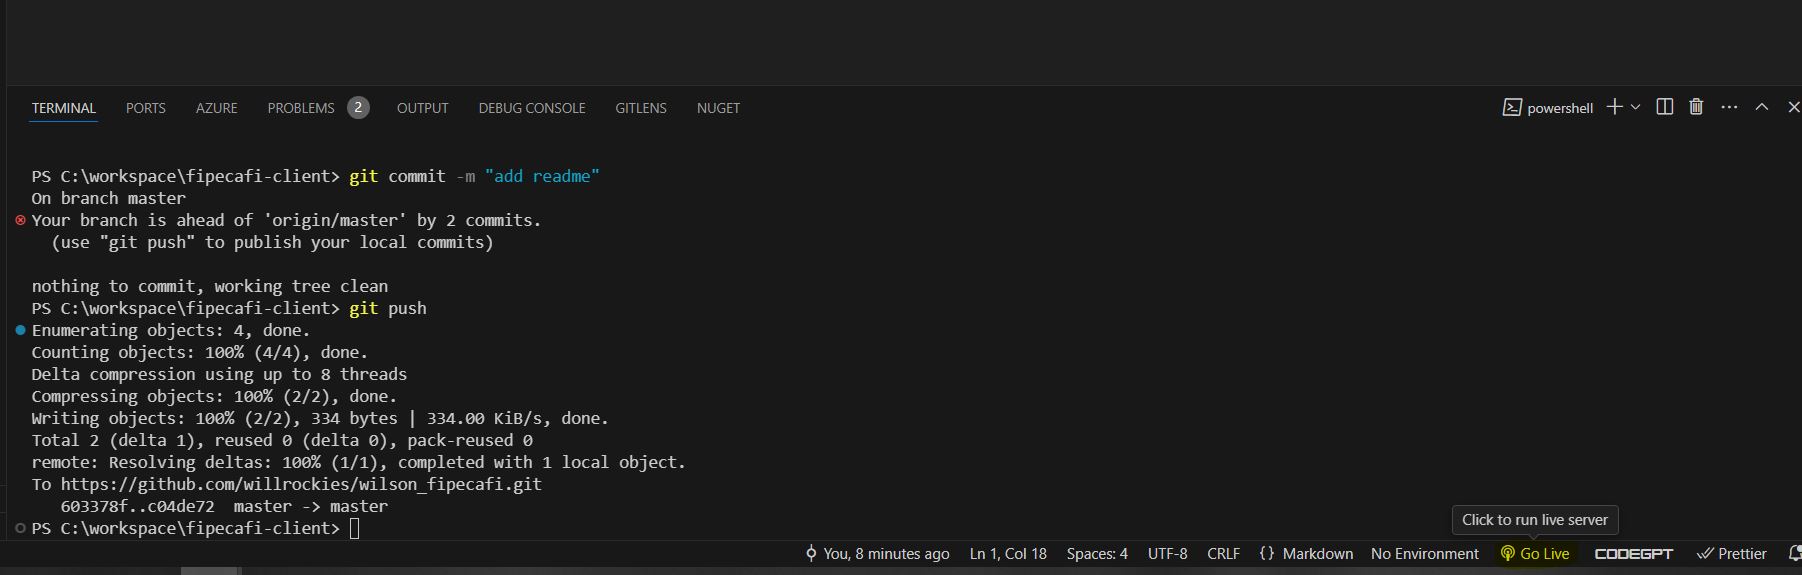 TERMINAL PORTS AZURE PROBLEMS 2 OUTPUT DEBUG CONSOLE GITLENS NUGET powershell
PS C:\workspace\fipecafi-client> git commit -m "add readme"
On branch master
Your branch is ahead of 'origin/master' by 2 commits.
  (use "git push" to publish your local commits)
nothing to commit, working tree clean
PS C:\workspace\fipecafi-client> git push
Enumerating objects: 4, done.
Counting objects: 100% (4/4), done.
Delta compression using up to 8 threads
Compressing objects: 100% (2/2), done.
Writing objects: 100% (2/2), 334 bytes | 334.00 KiB/s, done.
Total 2 (delta 1), reused 0 (delta 0), pack-reused 0
remote: Resolving deltas: 100% (1/1), completed with 1 local object.
To https://github.com/willrockies/wilson_fipecafi.git
   603378f..c04de72  master -> master
PS C:\workspace\fipecafi-client>
Click to run live server
You, 8 minutes ago Ln 1, Col 18 Spaces: 4 UTF-8 CRLF {} Markdown No Environment Go Live CODEGPT Prettier